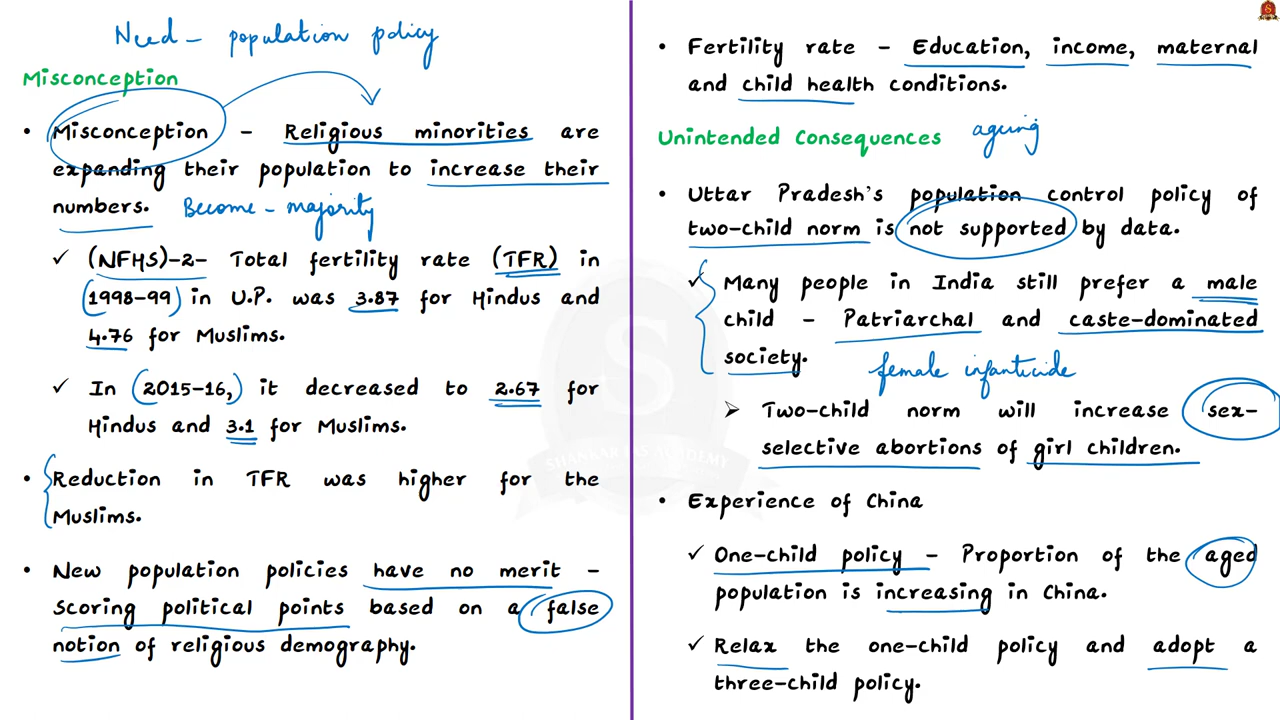 Need - population policy
Misconception
• Misconception - Religious minorities are
expanding their population to increase their
numbers. Become - majority
✓ (NFHS)-2- Total fertility rate (TFR) in
1998-99 in U.P. was 3.87 for Hindus and
4.76 for Muslims.
✓ In (2015-16,) it decreased to 2.67 for
Hindus and 3.1 for Muslims.
• Reduction in TFR was higher for the
Muslims.
• New population policies have no merit -
scoring political points based on a false
notion of religious demography.
• Fertility rate - Education, income, maternal
and child health conditions.
Unintended Consequences ageing
• Uttar Pradesh's population control policy of
two-child norm is not supported by data.
✓ Many people in India still prefer a male
child - Patriarchal and caste-dominated
society. female infanticide
➤ Two-child norm will increase sex-
selective abortions of girl children.
• Experience of China
✓ One-child policy - Proportion of the aged
population is increasing in China.
✓ Relax the one-child policy and adopt a
three-child policy.
SHANKAR IAS ACADEMY